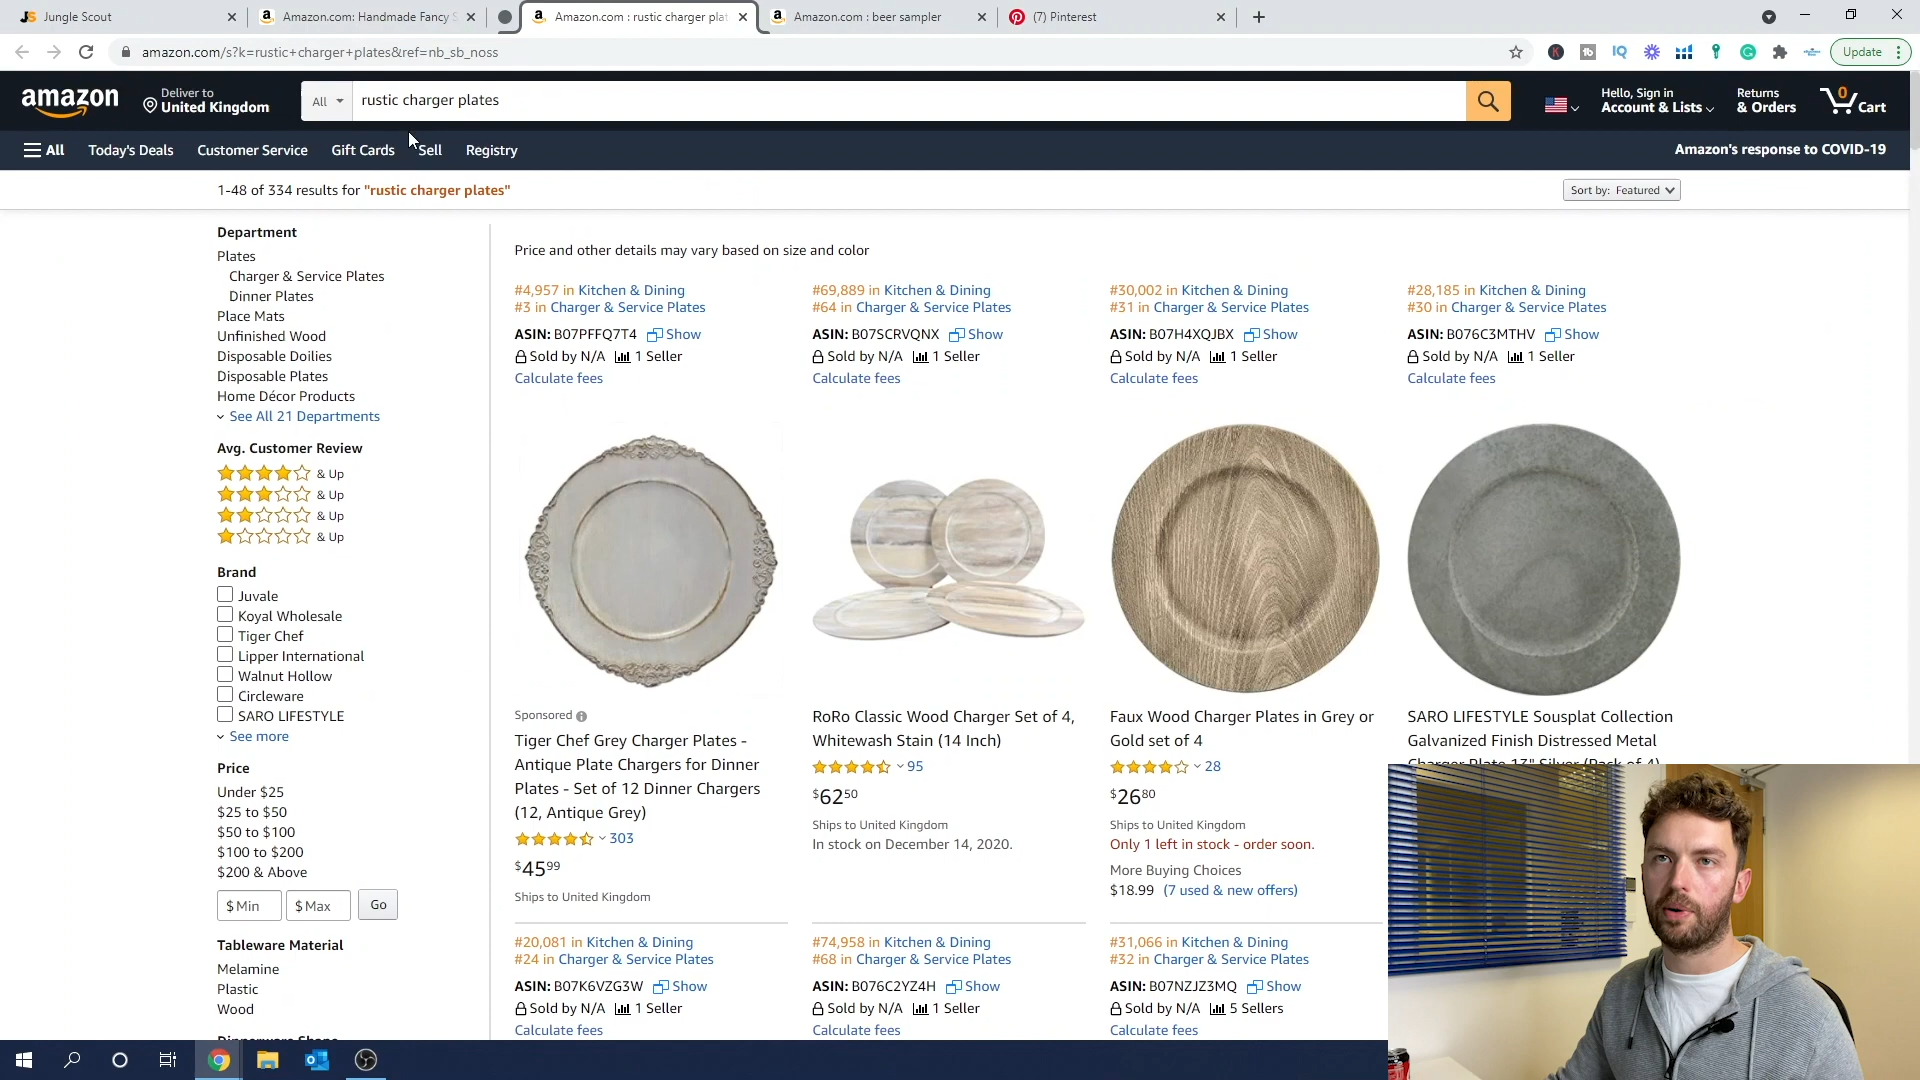 Jungle Scout
Amazon.com: Handmade Fancy S
Amazon.com : rustic charger plat
Amazon.com : beer sampler
(7) Pinterest
amazon.com/s?k=rustic+charger+plates&ref=nb_sb_noss
Update
amazon
Deliver to
United Kingdom
All
rustic charger plates
Hello, Sign in
Account & Lists
Returns
& Orders
0
Cart
All
Today's Deals
Customer Service
Gift Cards
Sell
Registry
Amazon's response to COVID-19
1-48 of 334 results for "rustic charger plates"
Sort by: Featured
Department
Plates
Charger & Service Plates
Dinner Plates
Place Mats
Unfinished Wood
Disposable Doilies
Disposable Plates
Home Décor Products
See All 21 Departments
Avg. Customer Review
& Up
& Up
& Up
& Up
Brand
Juvale
Koyal Wholesale
Tiger Chef
Lipper International
Walnut Hollow
Circleware
SARO LIFESTYLE
See more
Price
Under $25
$25 to $50
$50 to $100
$100 to $200
$200 & Above
$ Min
$ Max
Go
Tableware Material
Melamine
Plastic
Wood
Dinnerware Shape
Price and other details may vary based on size and color
#4,957 in Kitchen & Dining
#3 in Charger & Service Plates
ASIN: B07PFFQ7T4 Show
Sold by N/A 1 Seller
Calculate fees
#69,889 in Kitchen & Dining
#64 in Charger & Service Plates
ASIN: B07SCRVQNX Show
Sold by N/A 1 Seller
Calculate fees
#30,002 in Kitchen & Dining
#31 in Charger & Service Plates
ASIN: B07H4XQJBX Show
Sold by N/A 1 Seller
Calculate fees
#28,185 in Kitchen & Dining
#30 in Charger & Service Plates
ASIN: B076C3MTHV Show
Sold by N/A 1 Seller
Calculate fees
Sponsored
Tiger Chef Grey Charger Plates -
Antique Plate Chargers for Dinner
Plates - Set of 12 Dinner Chargers
(12, Antique Grey)
303
$4599
Ships to United Kingdom
RoRo Classic Wood Charger Set of 4,
Whitewash Stain (14 Inch)
95
$6250
Ships to United Kingdom
In stock on December 14, 2020.
Faux Wood Charger Plates in Grey or
Gold set of 4
28
$2680
Ships to United Kingdom
Only 1 left in stock - order soon.
More Buying Choices
$18.99 (7 used & new offers)
SARO LIFESTYLE Sousplat Collection
Galvanized Finish Distressed Metal
Charger Plate 13" Silver (Pack of 4)
#20,081 in Kitchen & Dining
#24 in Charger & Service Plates
ASIN: B07K6VZG3W Show
Sold by N/A 1 Seller
Calculate fees
#74,958 in Kitchen & Dining
#68 in Charger & Service Plates
ASIN: B076C2YZ4H Show
Sold by N/A 1 Seller
Calculate fees
#31,066 in Kitchen & Dining
#32 in Charger & Service Plates
ASIN: B07NZJZ3MQ Show
Sold by N/A 5 Sellers
Calculate fees